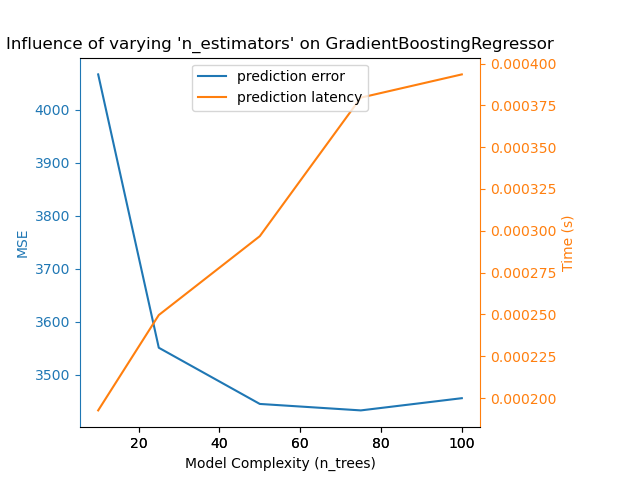 Influence of varying 'n_estimators' on GradientBoostingRegressor
prediction error
prediction latency
MSE
4000
3900
3800
3700
3600
3500
0.000400
0.000375
0.000350
0.000325
0.000300
0.000275
0.000250
0.000225
0.000200
Time (s)
20 40 60 80 100
Model Complexity (n_trees)